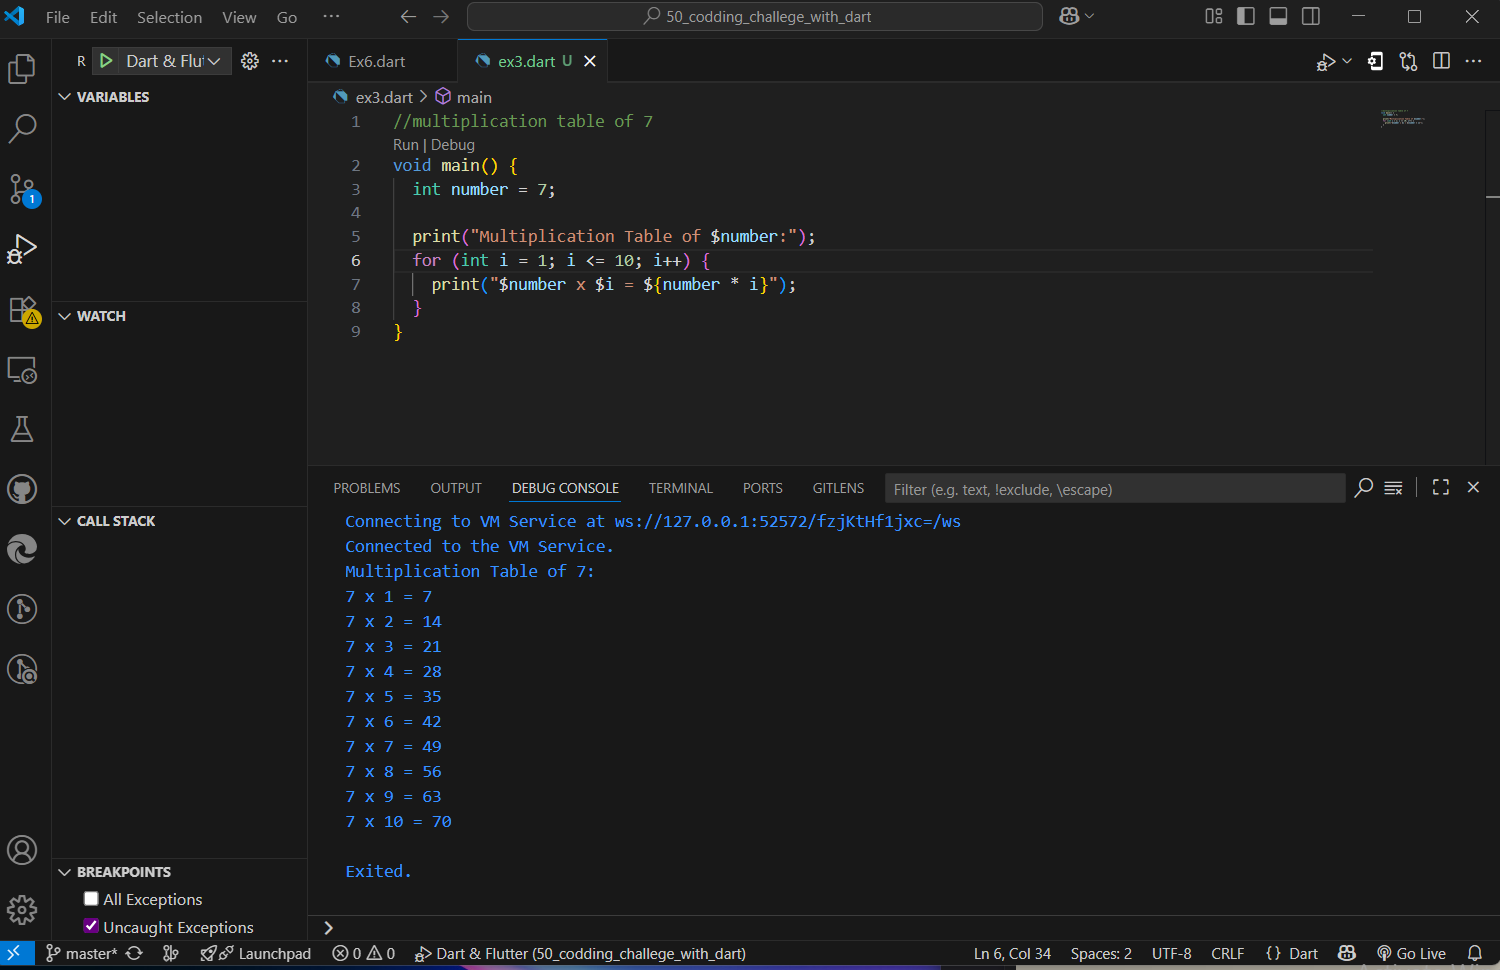 File Edit Selection View Go ··· 50_codding_challege_with_dart
R Dart & Flut
VARIABLES
WATCH
CALL STACK
BREAKPOINTS
All Exceptions
Uncaught Exceptions
1
Ex6.dart ex3.dart U
ex3.dart > main
1 //multiplication table of 7
Run | Debug
2 void main() {
3 int number = 7;
4
5 print("Multiplication Table of $number:");
6 for (int i = 1; i <= 10; i++) {
7 print("$number x $i = ${number * i}");
8 }
9 }
PROBLEMS OUTPUT DEBUG CONSOLE TERMINAL PORTS GITLENS Filter (e.g. text, !exclude, \escape)
Connecting to VM Service at ws://127.0.0.1:52572/fzjKtHf1jxc=/ws
Connected to the VM Service.
Multiplication Table of 7:
7 x 1 = 7
7 x 2 = 14
7 x 3 = 21
7 x 4 = 28
7 x 5 = 35
7 x 6 = 42
7 x 7 = 49
7 x 8 = 56
7 x 9 = 63
7 x 10 = 70
Exited.
master* Launchpad 0 0 Dart & Flutter (50_codding_challege_with_dart) Ln 6, Col 34 Spaces: 2 UTF-8 CRLF {} Dart Go Live